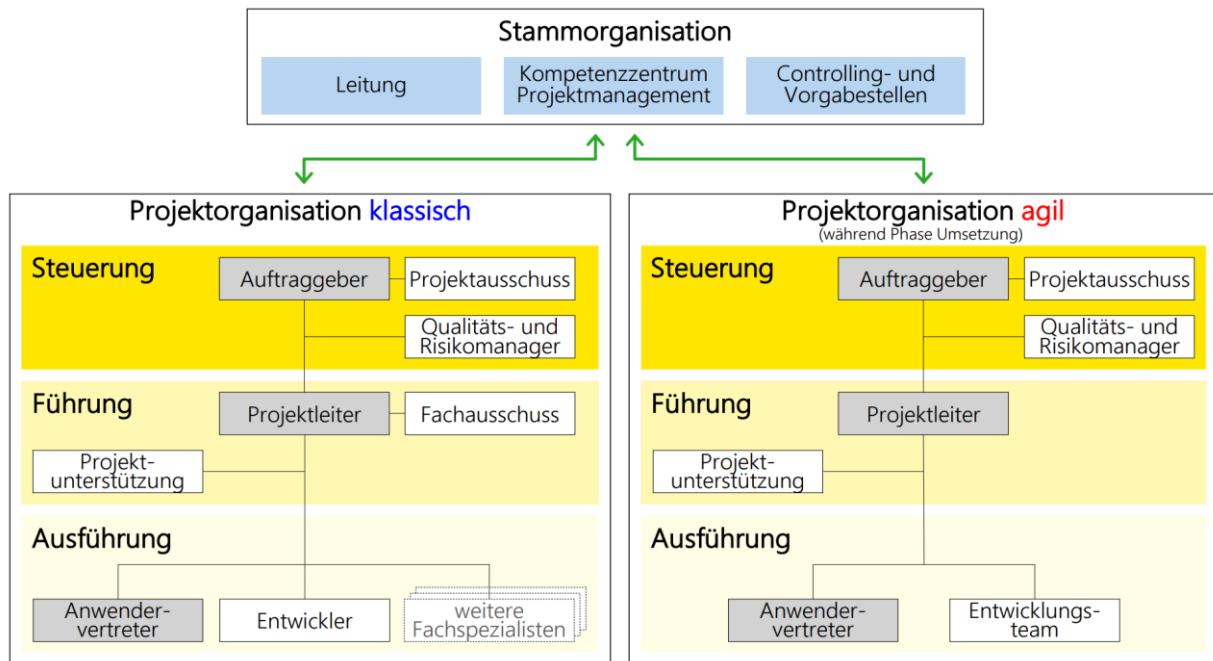 Stammorganisation
Leitung
Kompetenzzentrum
Projektmanagement
Controlling- und
Vorgabestellen
Projektorganisation klassisch
Steuerung
Auftraggeber
Projektausschuss
Qualitäts- und
Risikomanager
Führung
Projektleiter
Fachausschuss
Projekt-
unterstützung
Ausführung
Anwender-
vertreter
Entwickler
weitere
Fachspezialisten
Projektorganisation agil
(während Phase Umsetzung)
Steuerung
Auftraggeber
Projektausschuss
Qualitäts- und
Risikomanager
Führung
Projektleiter
Projekt-
unterstützung
Ausführung
Anwender-
vertreter
Entwicklungs-
team